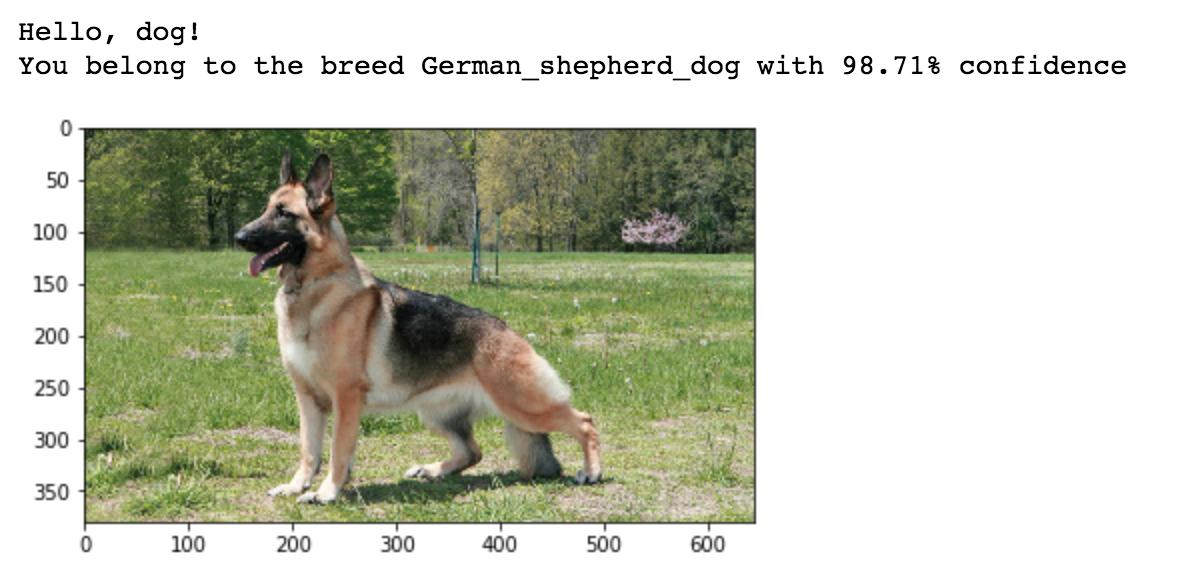 Hello, dog!
You belong to the breed German_shepherd_dog with 98.71% confidence
0
50
100
150
200
250
300
350
0 100 200 300 400 500 600